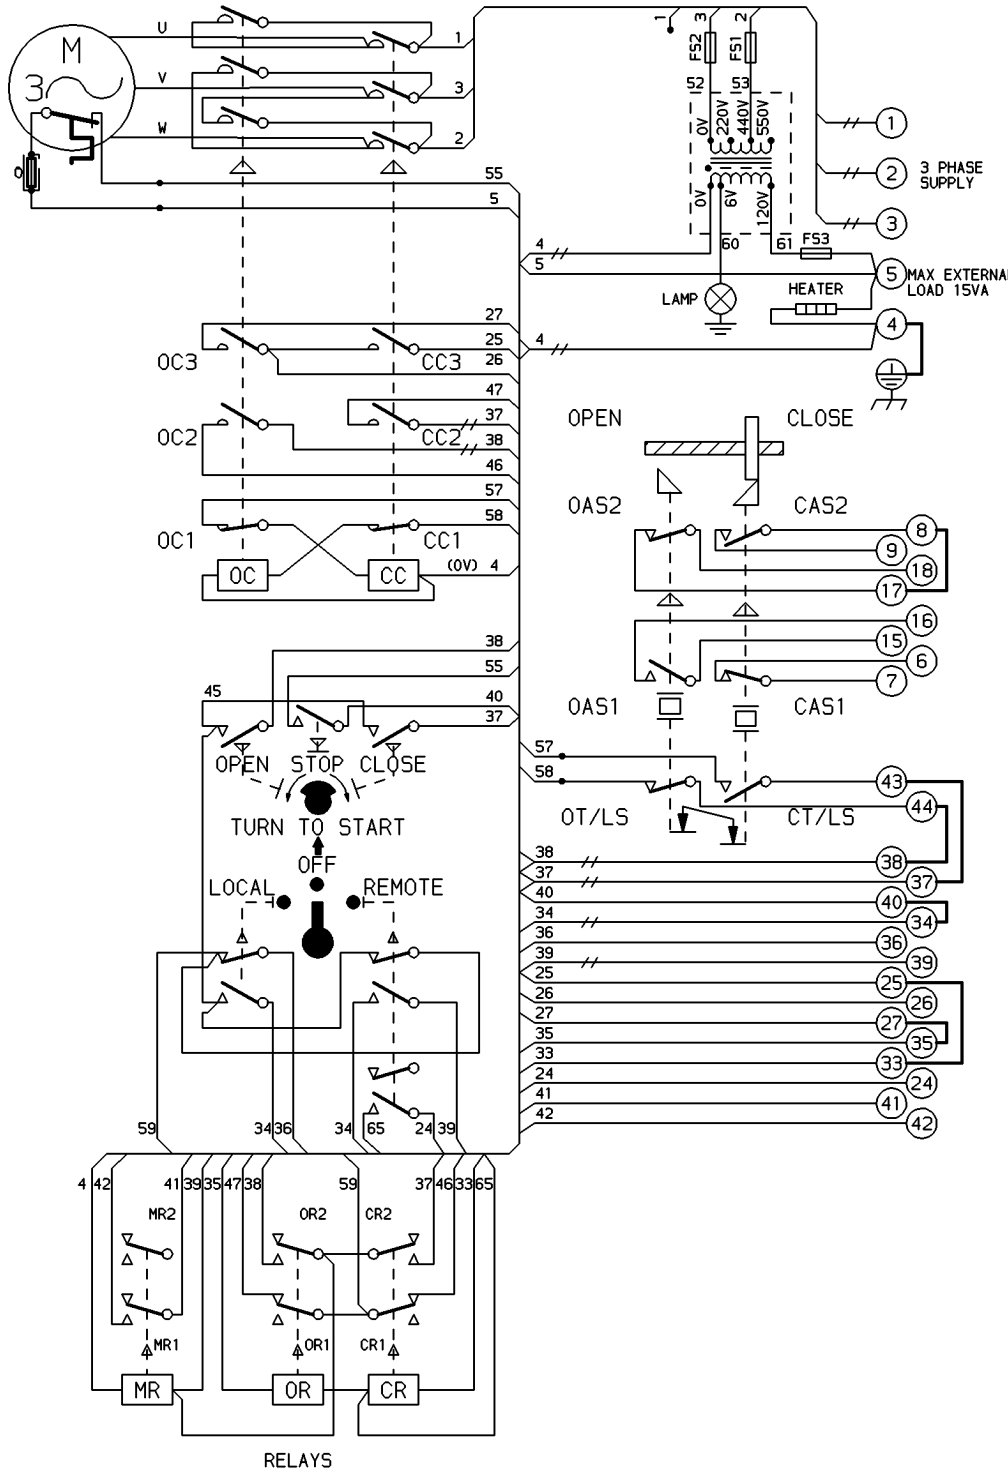 U
1
M
3
V
3
W
2
O
55
5
1
3
2
FS2
FS1
52
53
0V
220V
440V
550V
0V
6V
120V
60
61
FS3
4
5
LAMP
HEATER
1
2
3
3 PHASE
SUPPLY
5
MAX EXTERNAL
LOAD 15VA
4
4
27
25
OC3
CC3
26
47
37
OC2
CC2
38
46
57
58
OC1
CC1
OC
CC
(0V) 4
OPEN
CLOSE
OAS2
CAS2
8
9
18
17
16
15
6
7
OAS1
CAS1
38
55
45
40
37
OPEN
STOP
CLOSE
TURN TO START
OFF
LOCAL
REMOTE
57
58
43
44
OT/LS
CT/LS
38
38
37
37
40
40
34
34
36
36
39
39
25
25
26
26
27
27
35
35
33
33
24
24
41
41
42
42
59
34
36
34
65
24
39
4
42
41
39
35
47
38
59
37
46
33
65
MR2
OR2
CR2
MR1
OR1
CR1
MR
OR
CR
RELAYS